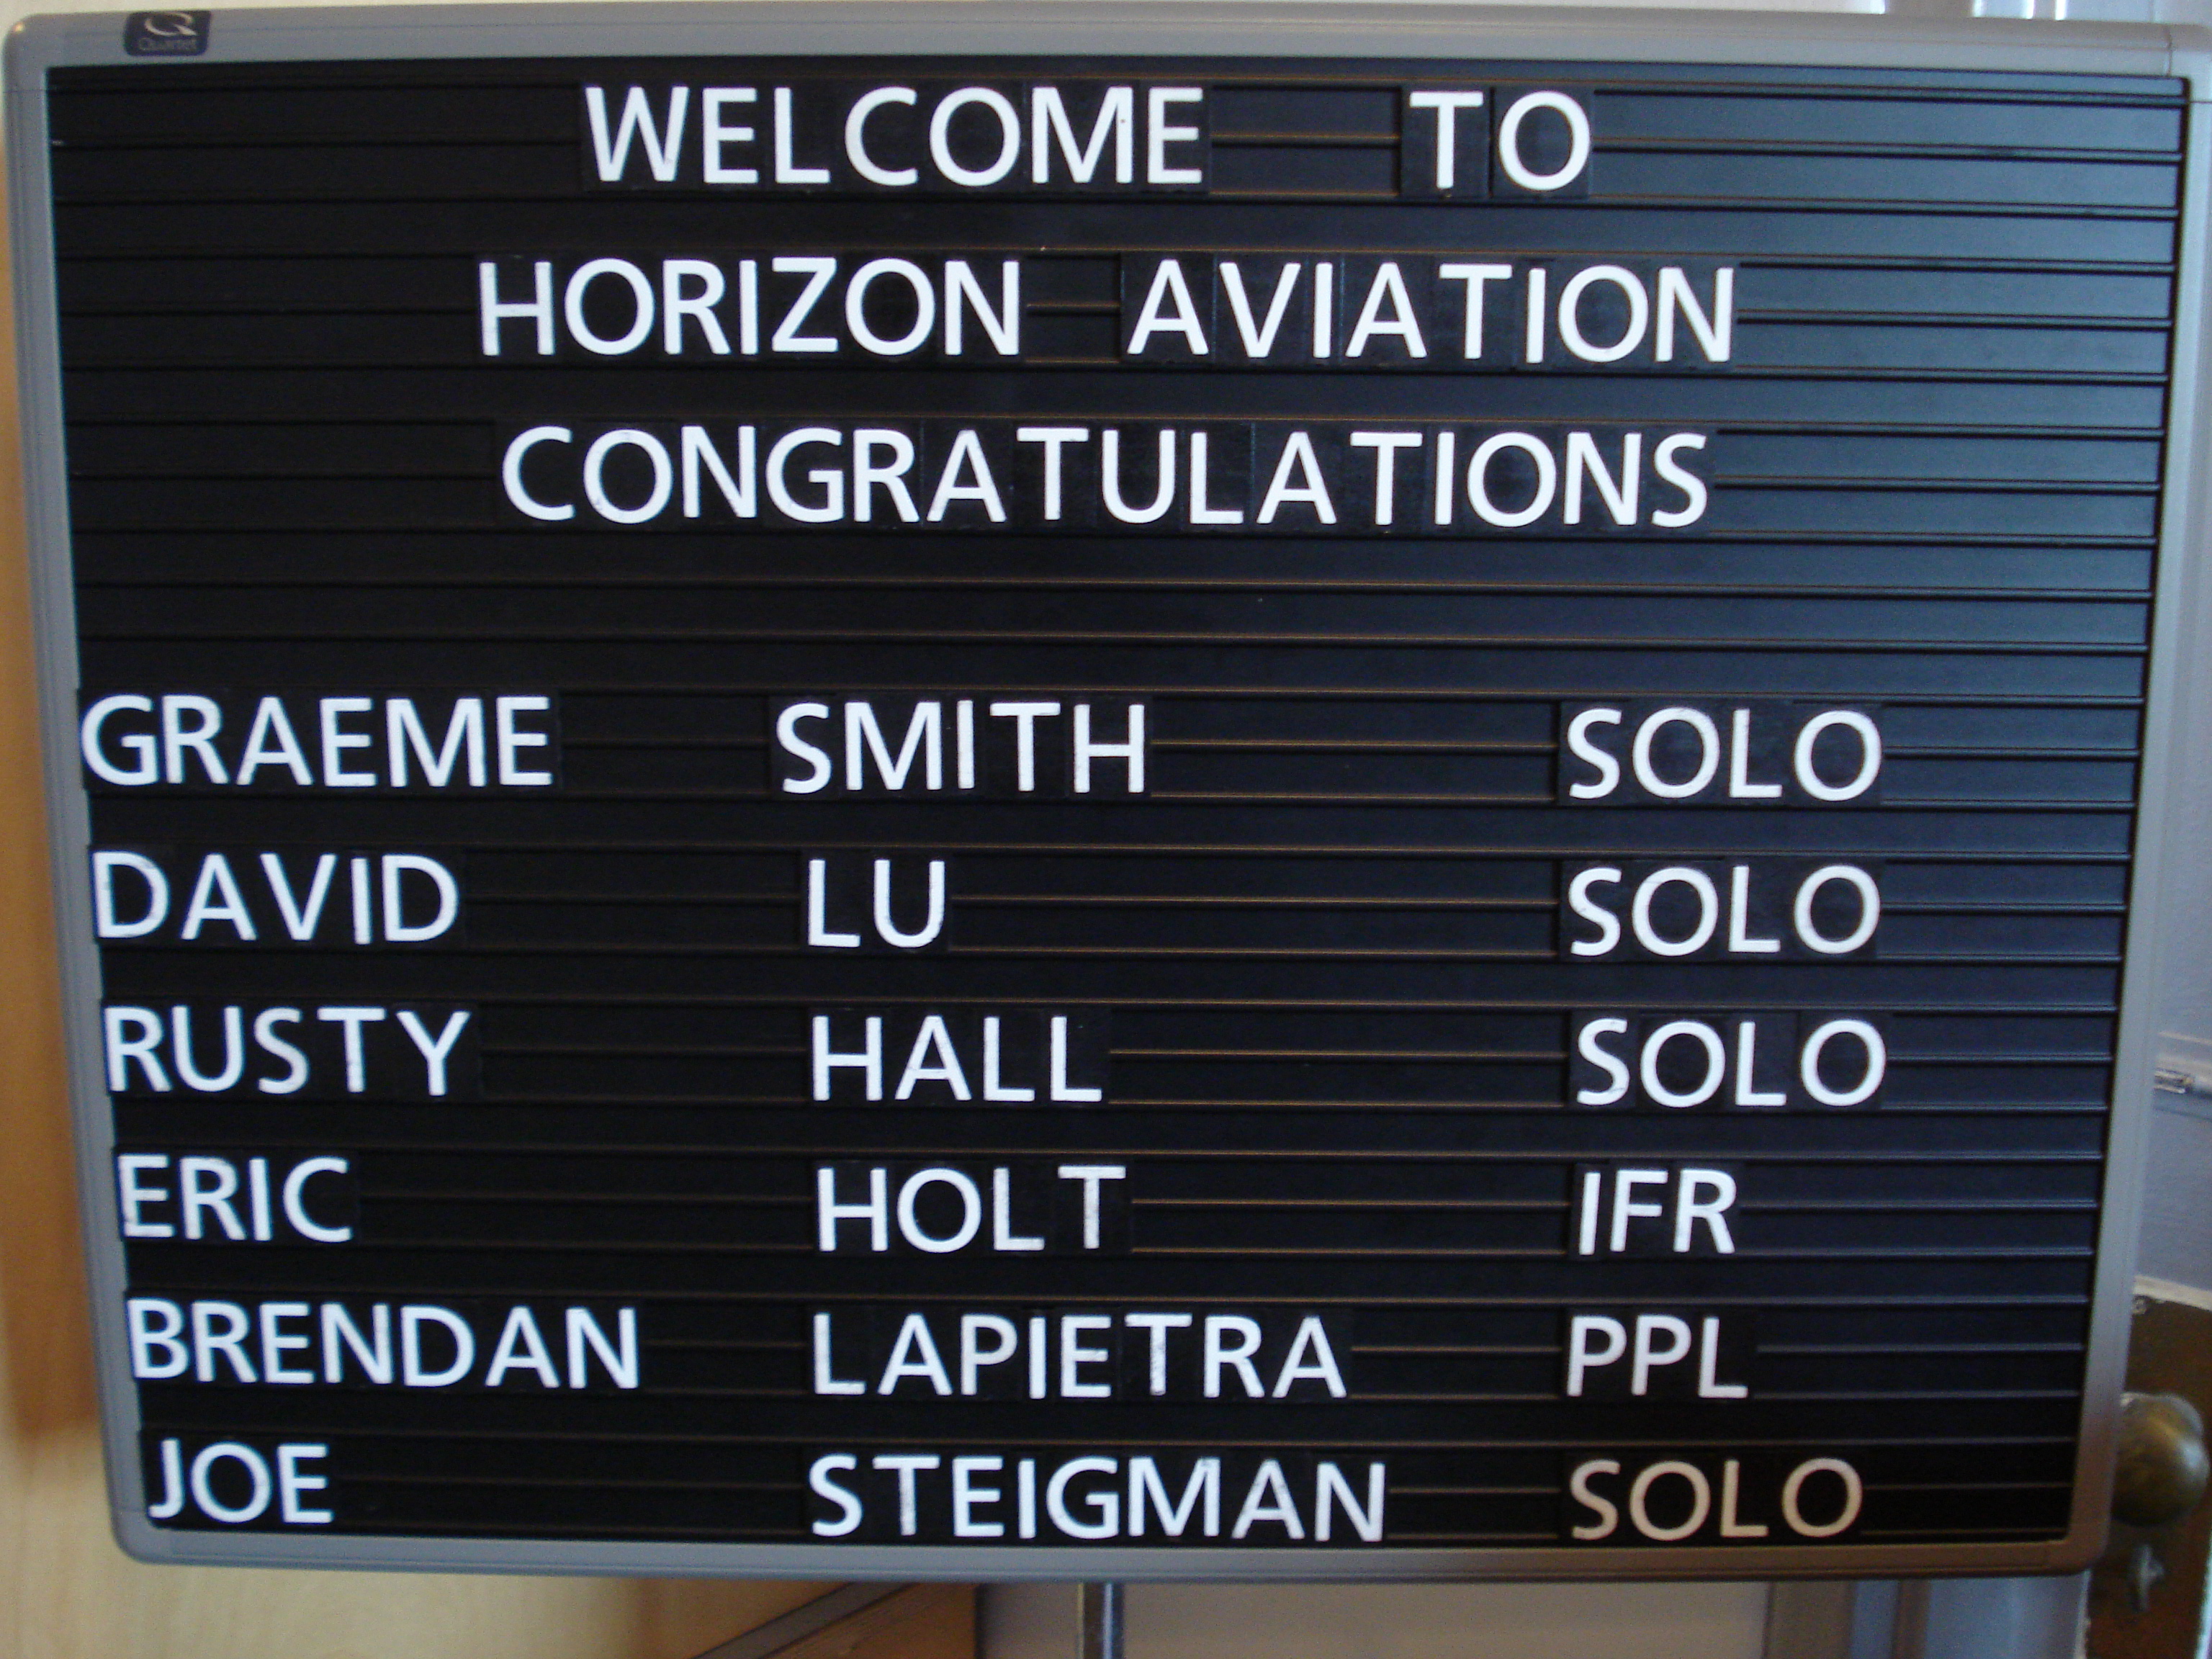 Quartet
WELCOME TO
HORIZON AVIATION
CONGRATULATIONS
GRAEME SMITH SOLO
DAVID LU SOLO
RUSTY HALL SOLO
ERIC HOLT IFR
BRENDAN LAPIETRA PPL
JOE STEIGMAN SOLO